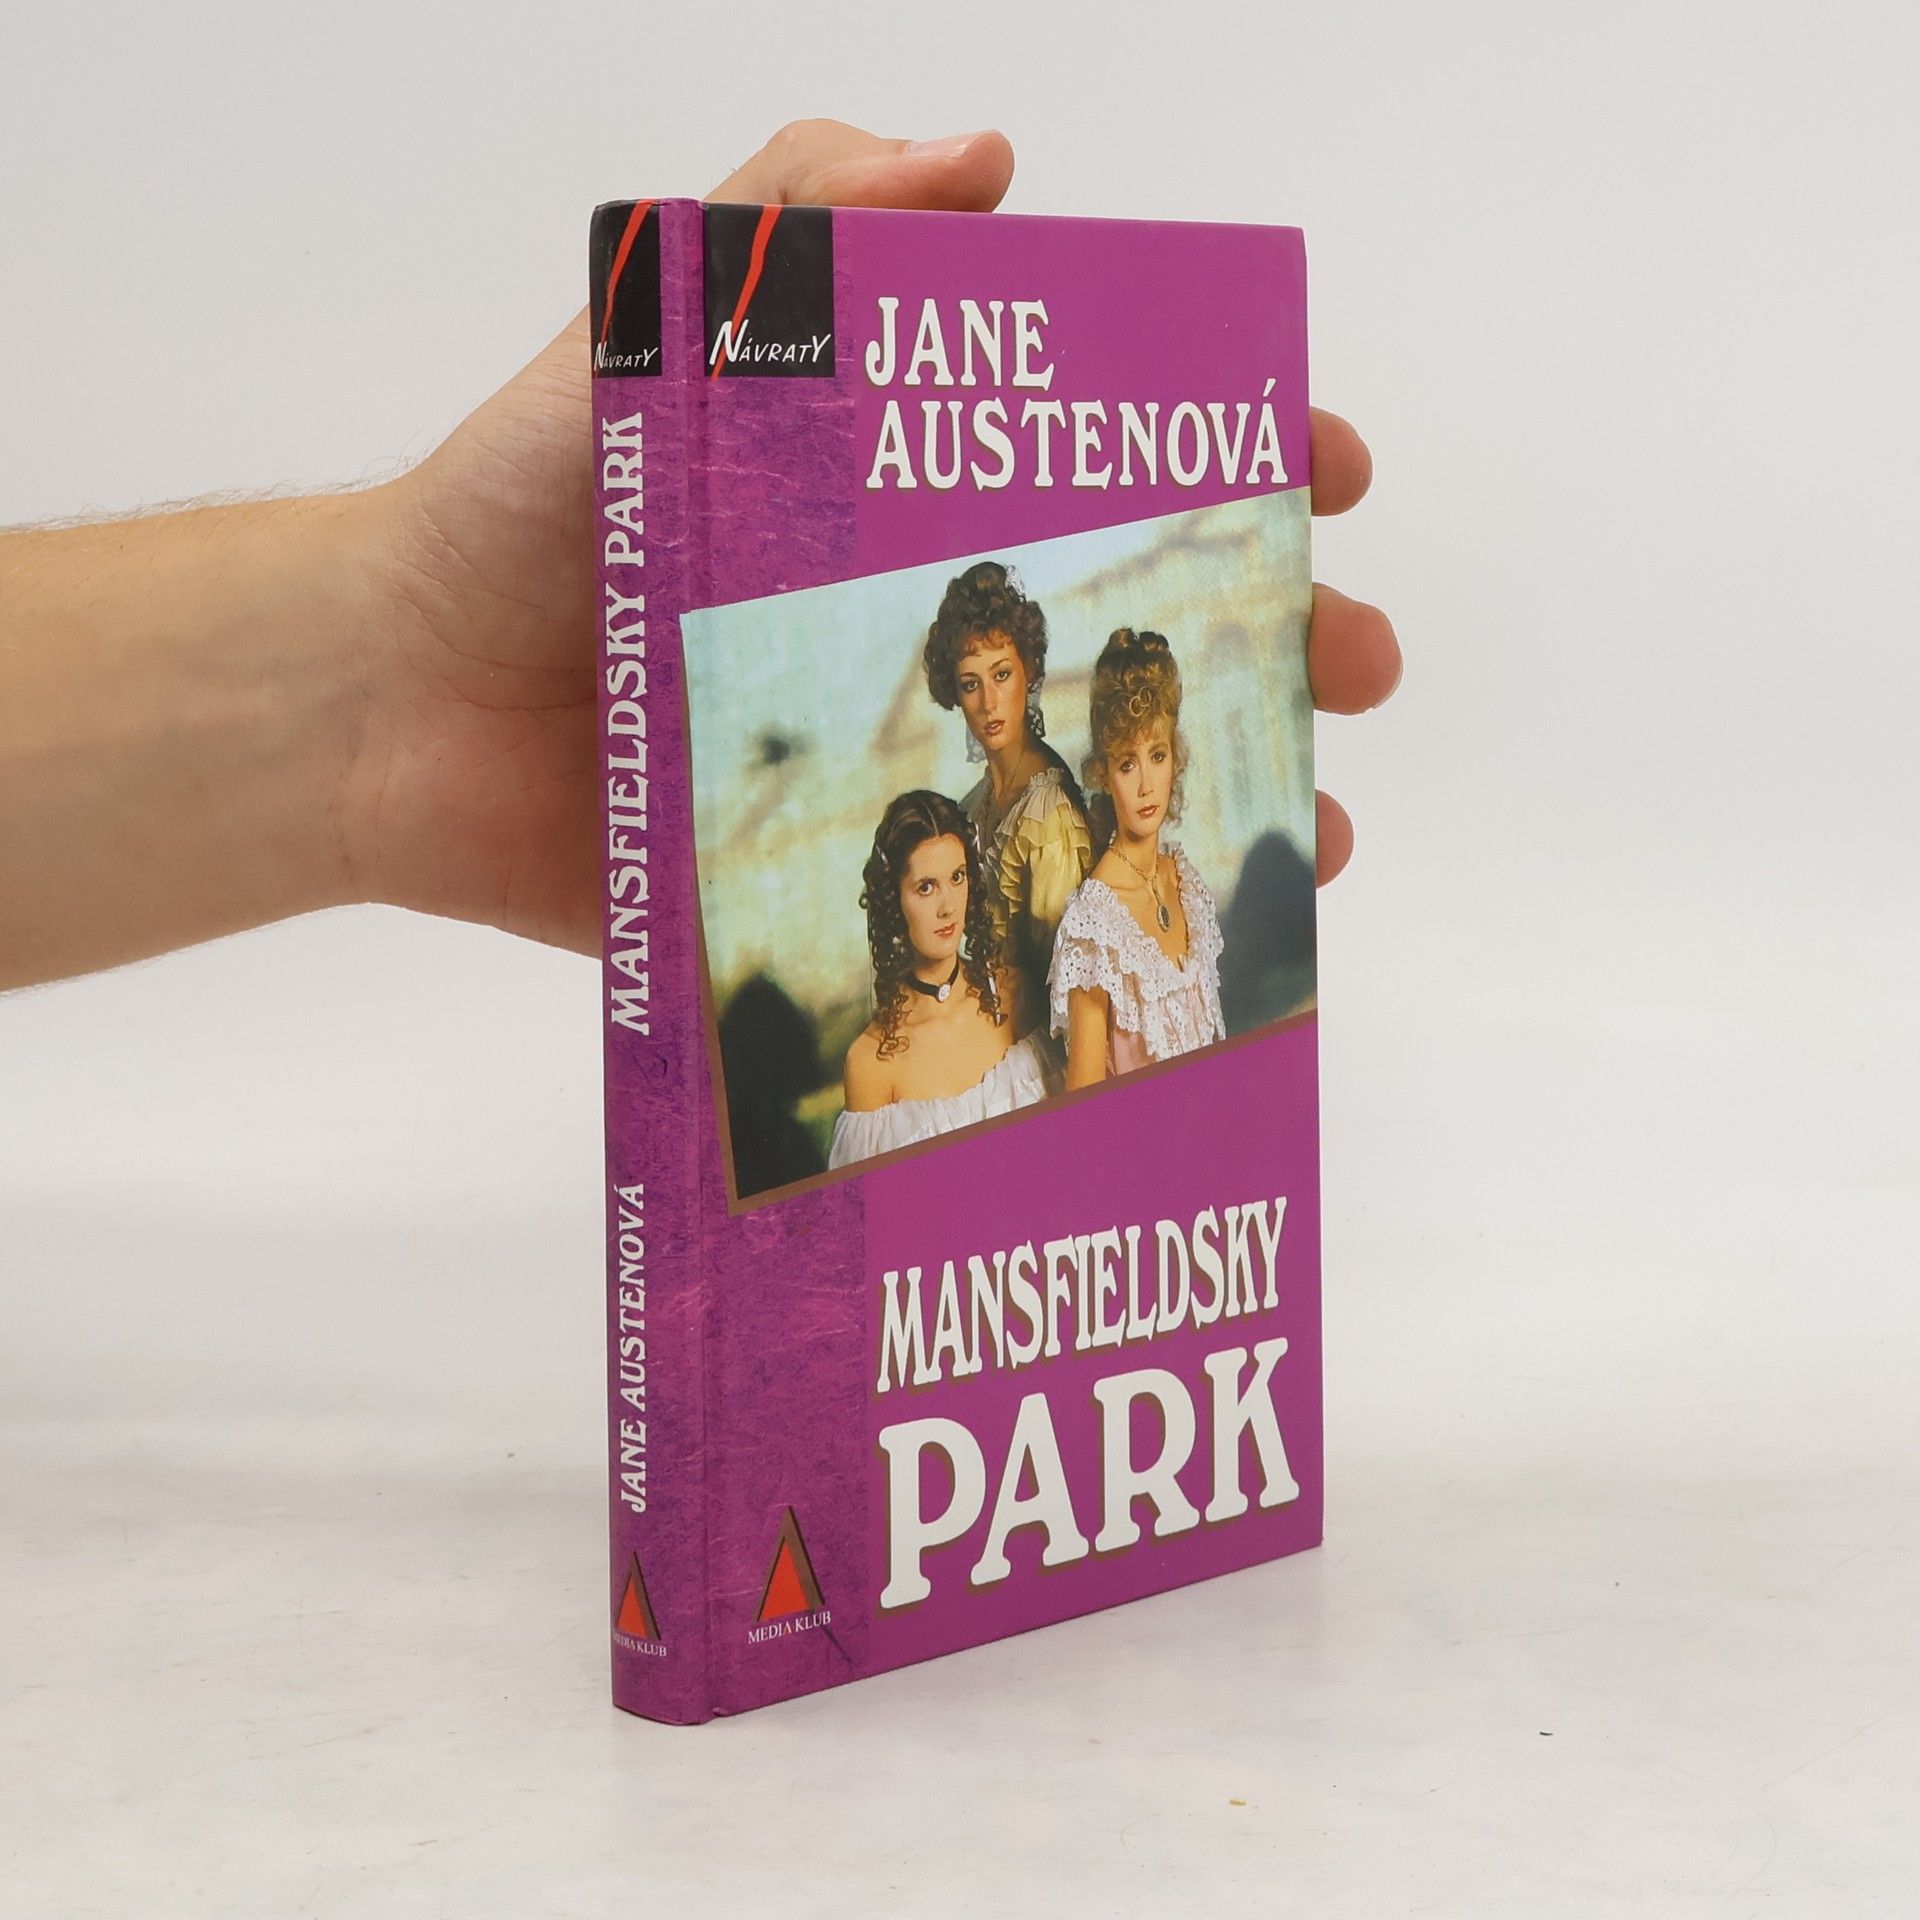 NÁVRATY
MANSFIELDSKY PARK
JANE AUSTENOVÁ
MEDIA KLUB
NÁVRATY
JANE
AUSTENOVÁ
MANSFIELDSKY
PARK
MEDIA KLUB